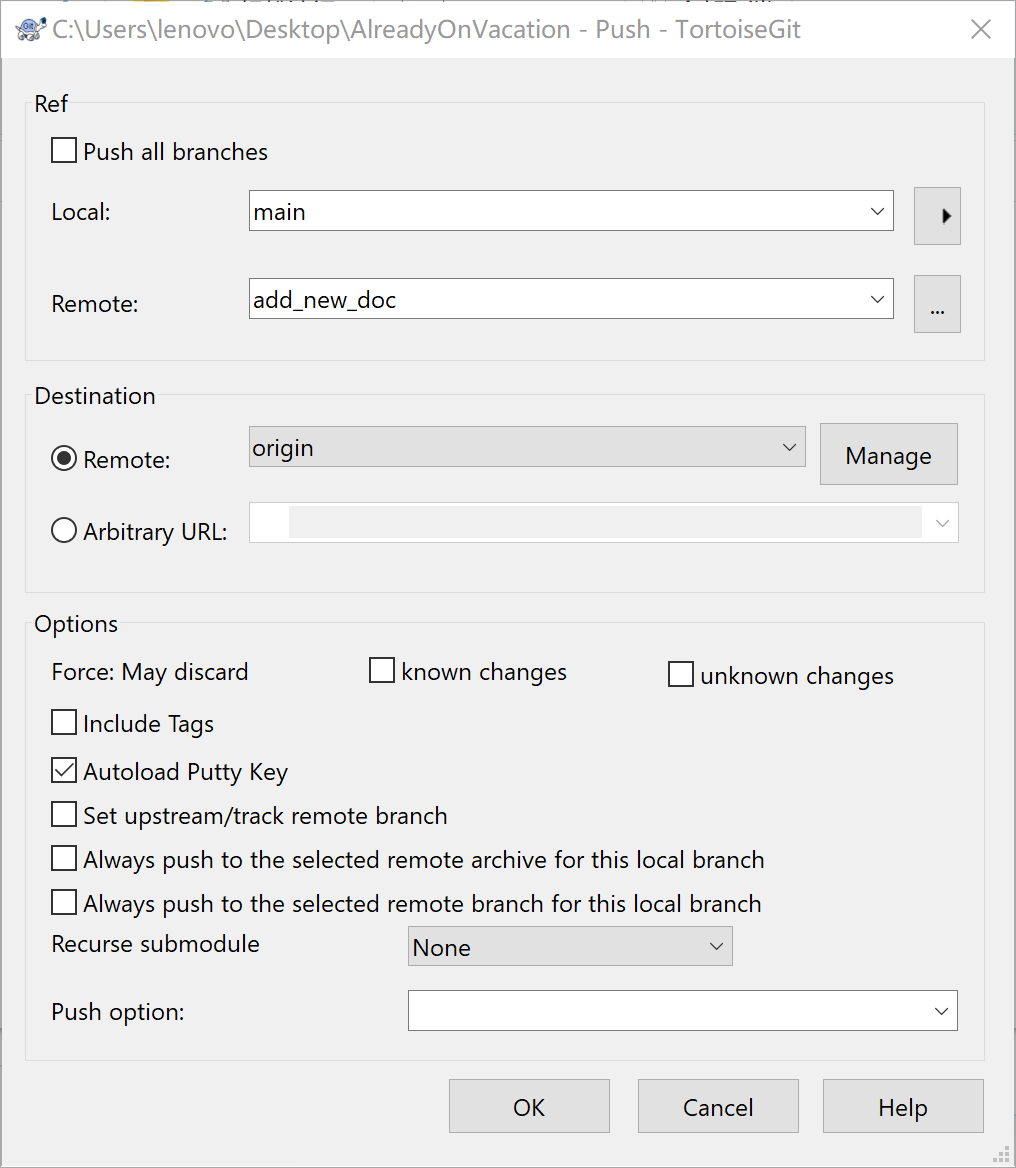 C:\Users\lenovo\Desktop\AlreadyOnVacation - Push - TortoiseGit
Ref
Push all branches
Local:
main
Remote:
add_new_doc
...
Destination
Remote:
origin
Manage
Arbitrary URL:
Options
Force: May discard
known changes
unknown changes
Include Tags
Autoload Putty Key
Set upstream/track remote branch
Always push to the selected remote archive for this local branch
Always push to the selected remote branch for this local branch
Recurse submodule
None
Push option:
OK
Cancel
Help